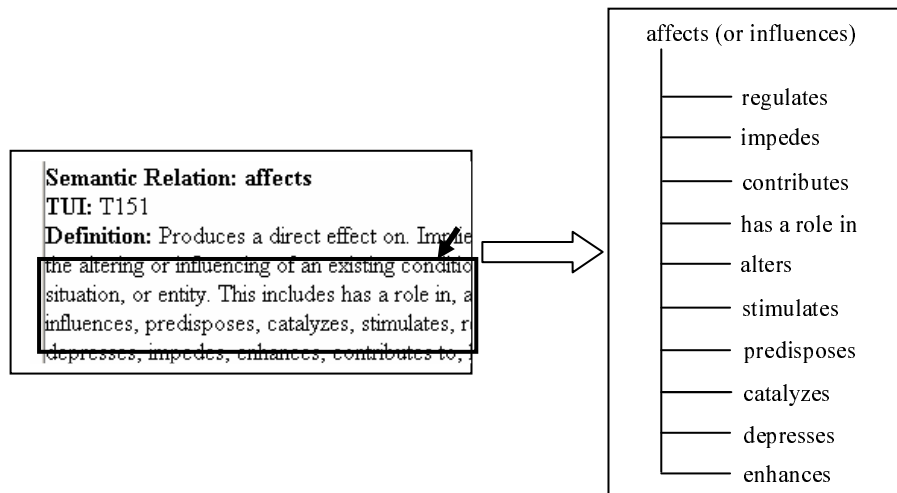 Semantic Relation: affects
TUI: T151
Definition: Produces a direct effect on.
the altering or influencing of an existing
situation, or entity. This includes has a role in,
influences, predisposes, catalyzes, stimulates,
depresses, impedes, enhances, contributes to,
affects (or influences)
regulates
impedes
contributes
has a role in
alters
stimulates
predisposes
catalyzes
depresses
enhances